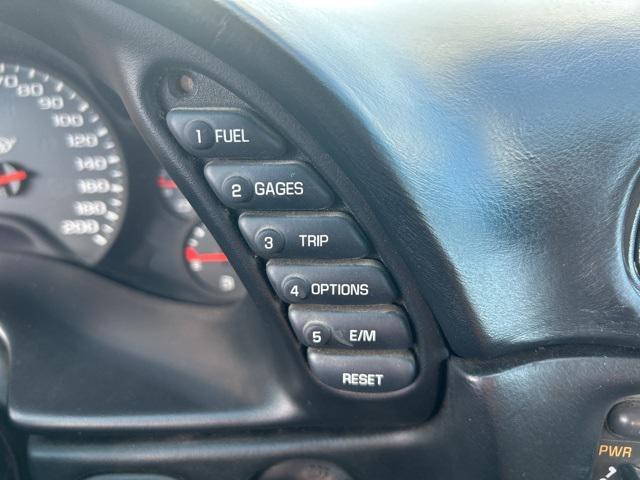 70
80
90
100
120
140
160
180
200
1 FUEL
2 GAGES
3 TRIP
4 OPTIONS
5 E/M
RESET
PWR